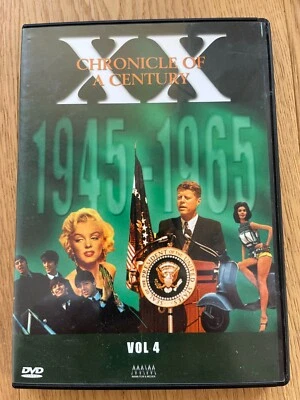 XX
CHRONICLE OF
A CENTURY
1945-1965
VOL 4
DVD